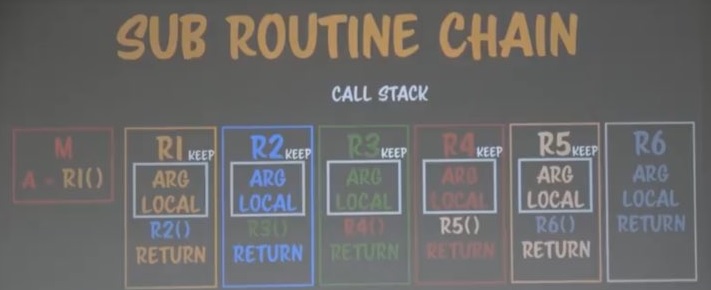 SUB ROUTINE CHAIN
CALL STACK
M
A = R1()
R1 KEEP
ARG
LOCAL
R2()
RETURN
R2 KEEP
ARG
LOCAL
R3()
RETURN
R3 KEEP
ARG
LOCAL
R4()
RETURN
R4 KEEP
ARG
LOCAL
R5()
RETURN
R5 KEEP
ARG
LOCAL
R6()
RETURN
R6
ARG
LOCAL
RETURN